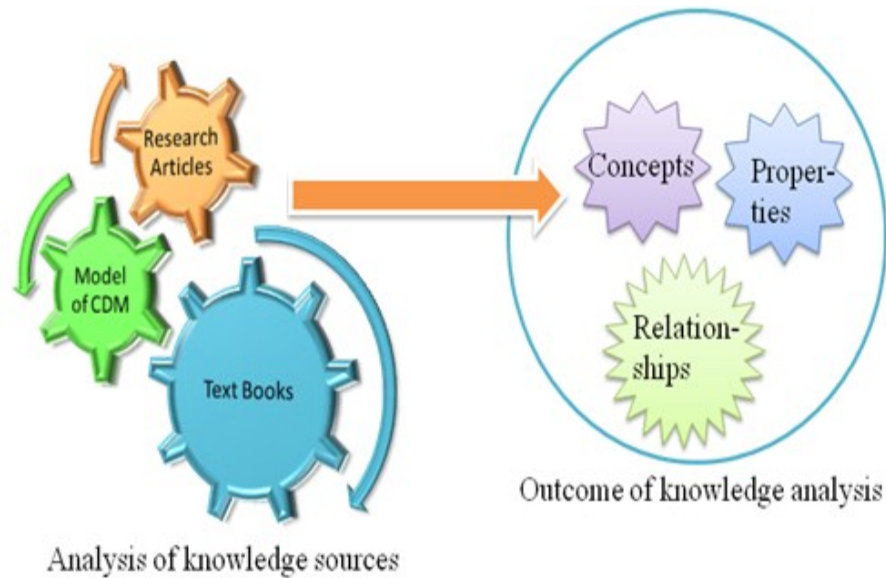 Research
Articles
Model
of CDM
Text Books
Analysis of knowledge sources
Concepts
Proper-
ties
Relation-
ships
Outcome of knowledge analysis